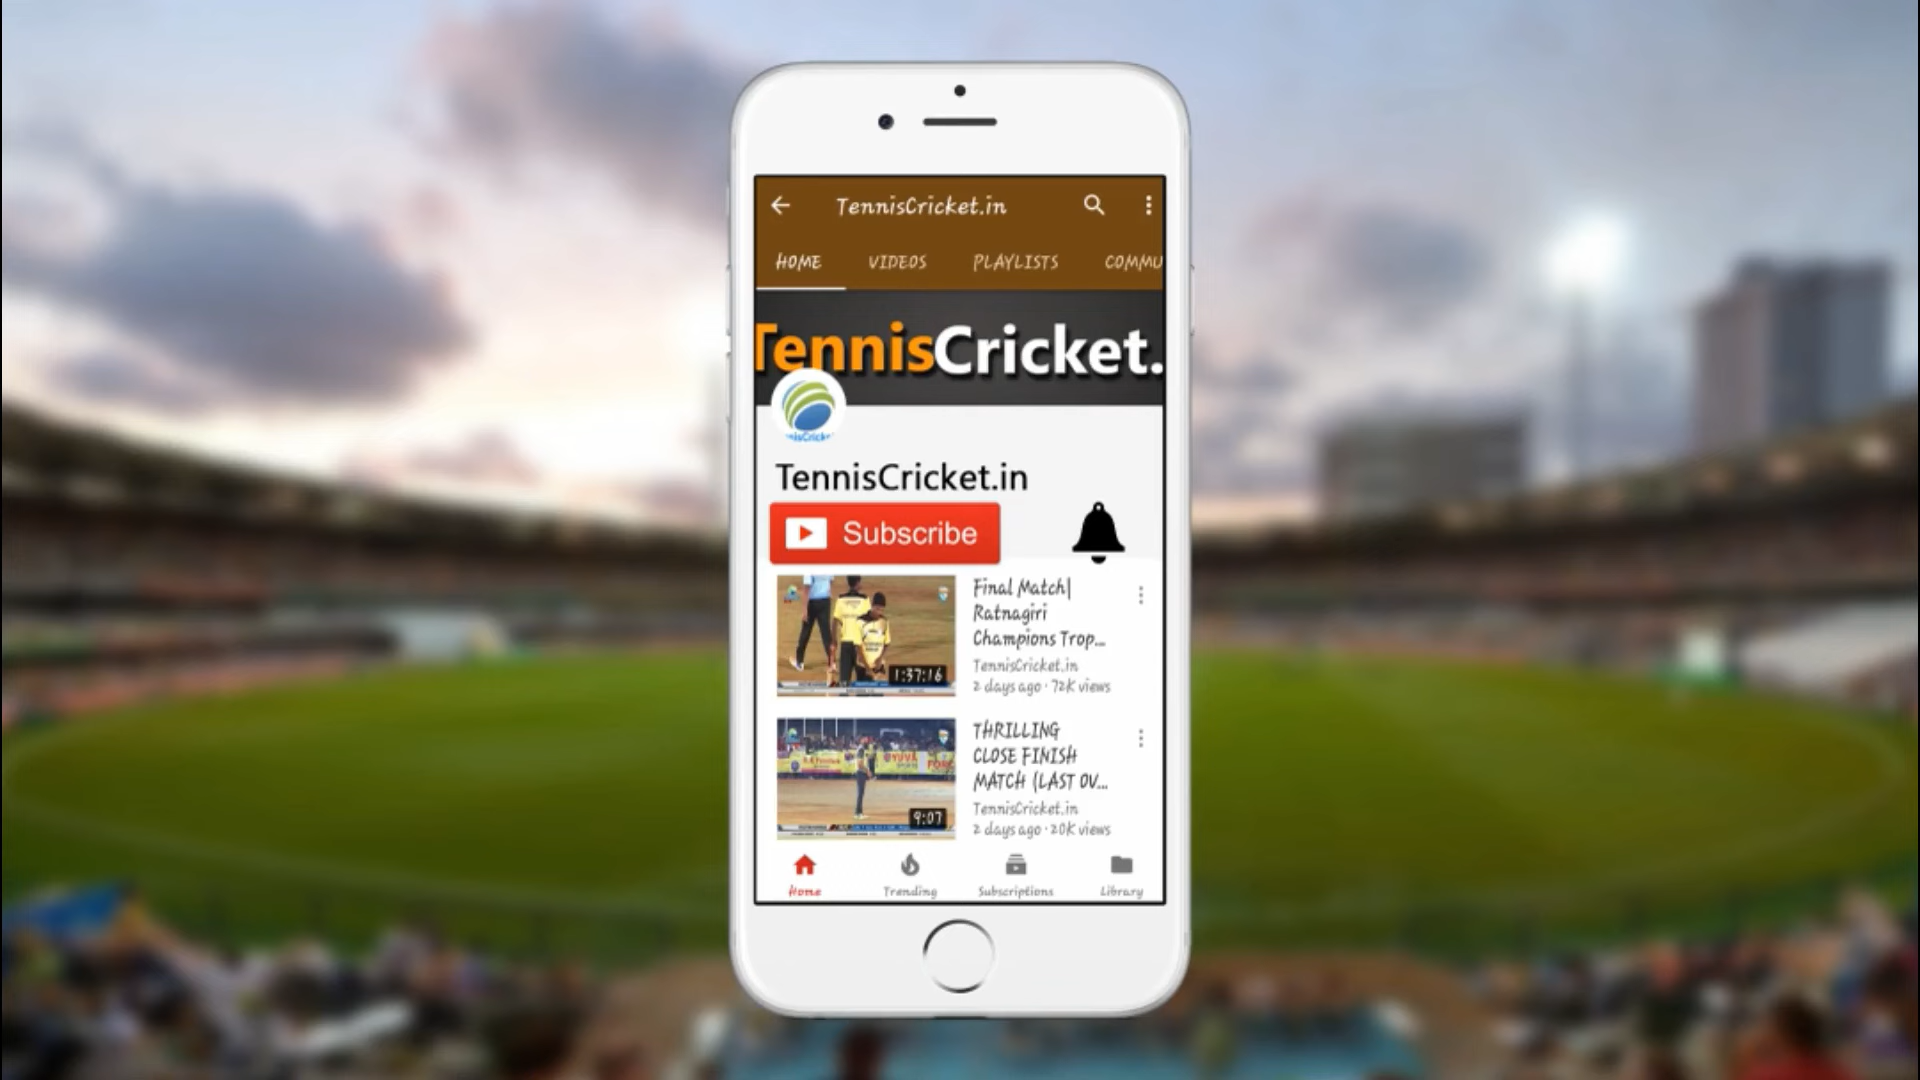 TennisCricket.in
HOME VIDEOS PLAYLISTS COMMU
TennisCricket.
TennisCricket.in
Subscribe
Final Match|
Ratnagiri
Champions Trop...
TennisCricket.in
2 days ago · 72K views
1:37:16
THRILLING
CLOSE FINISH
MATCH (LAST OV...
TennisCricket.in
2 days ago · 20K views
YUVA
9:07
Home Trending Subscriptions Library